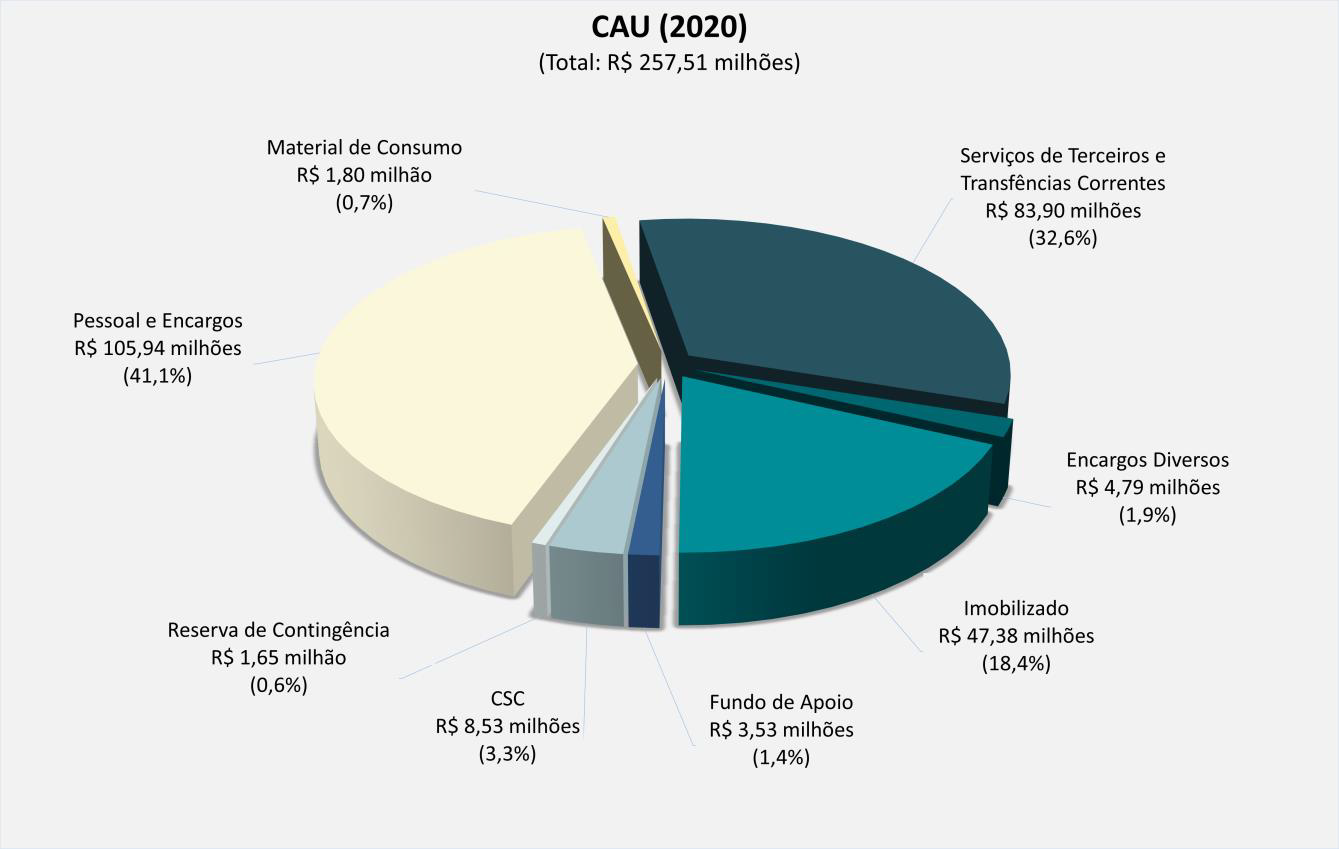 CAU (2020)
(Total: R$ 257,51 milhões)
Material de Consumo
R$ 1,80 milhão
(0,7%)
Serviços de Terceiros e
Transfências Correntes
R$ 83,90 milhões
(32,6%)
Pessoal e Encargos
R$ 105,94 milhões
(41,1%)
Encargos Diversos
R$ 4,79 milhões
(1,9%)
Imobilizado
R$ 47,38 milhões
(18,4%)
Reserva de Contingência
R$ 1,65 milhão
(0,6%)
CSC
R$ 8,53 milhões
(3,3%)
Fundo de Apoio
R$ 3,53 milhões
(1,4%)